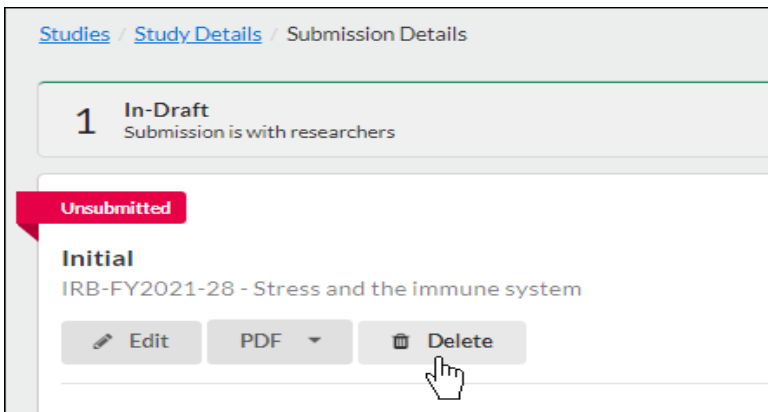 Studies / Study Details / Submission Details
1
In-Draft
Submission is with researchers
Unsubmitted
Initial
IRB-FY2021-28 - Stress and the immune system
Edit PDF Delete